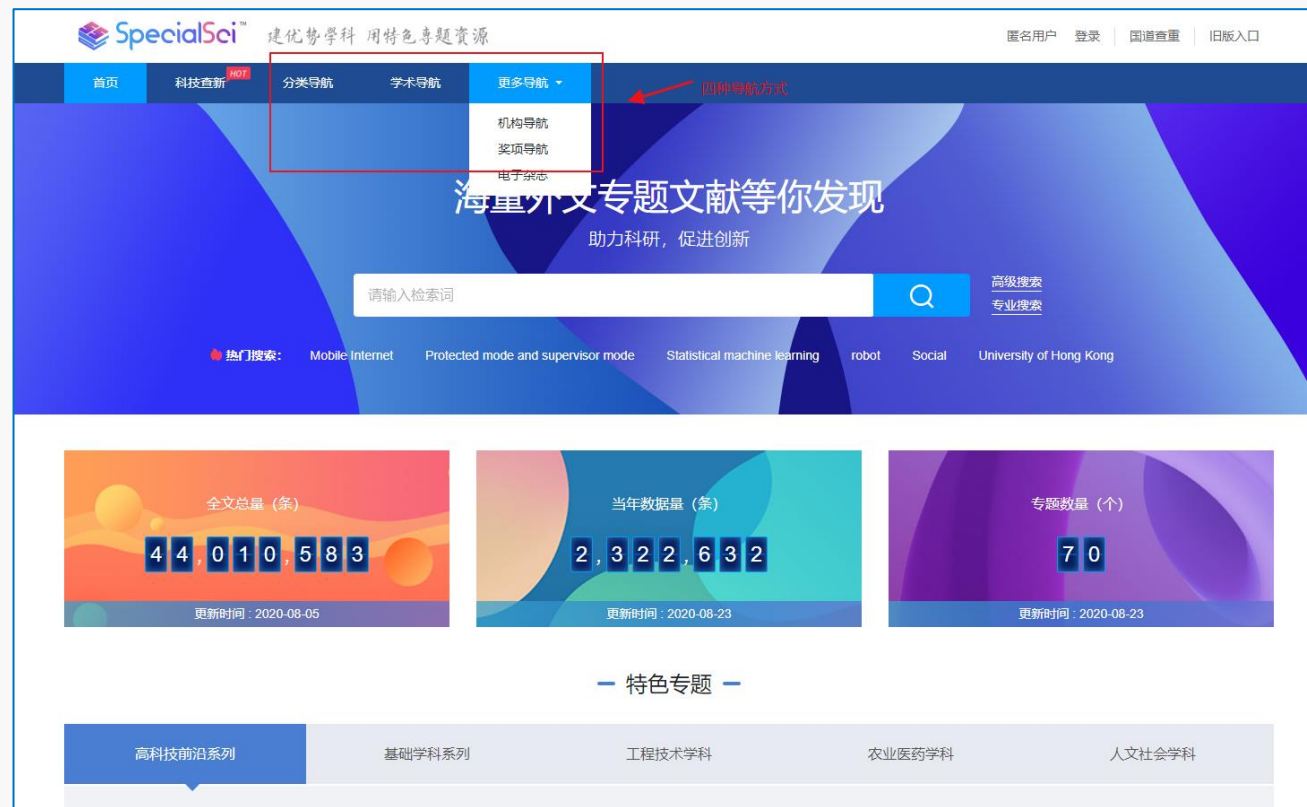 SpecialSci™ 建优势学科 用特色专题资源
匿名用户 登录 国道查重 旧版入口
首页 科技查新 HOT 分类导航 学术导航 更多导航
四种导航方式
机构导航
奖项导航
电子杂志
海量外文专题文献等你发现
助力科研，促进创新
请输入检索词
高级搜索
专业搜索
热门搜索： Mobile Internet Protected mode and supervisor mode Statistical machine learning robot Social University of Hong Kong
全文总量（条） 当年数据量（条） 专题数量（个）
44,010,583 2,322,632 70
更新时间 : 2020-08-05 更新时间 : 2020-08-23 更新时间 : 2020-08-23
特色专题
高科技前沿系列 基础学科系列 工程技术学科 农业医药学科 人文社会学科